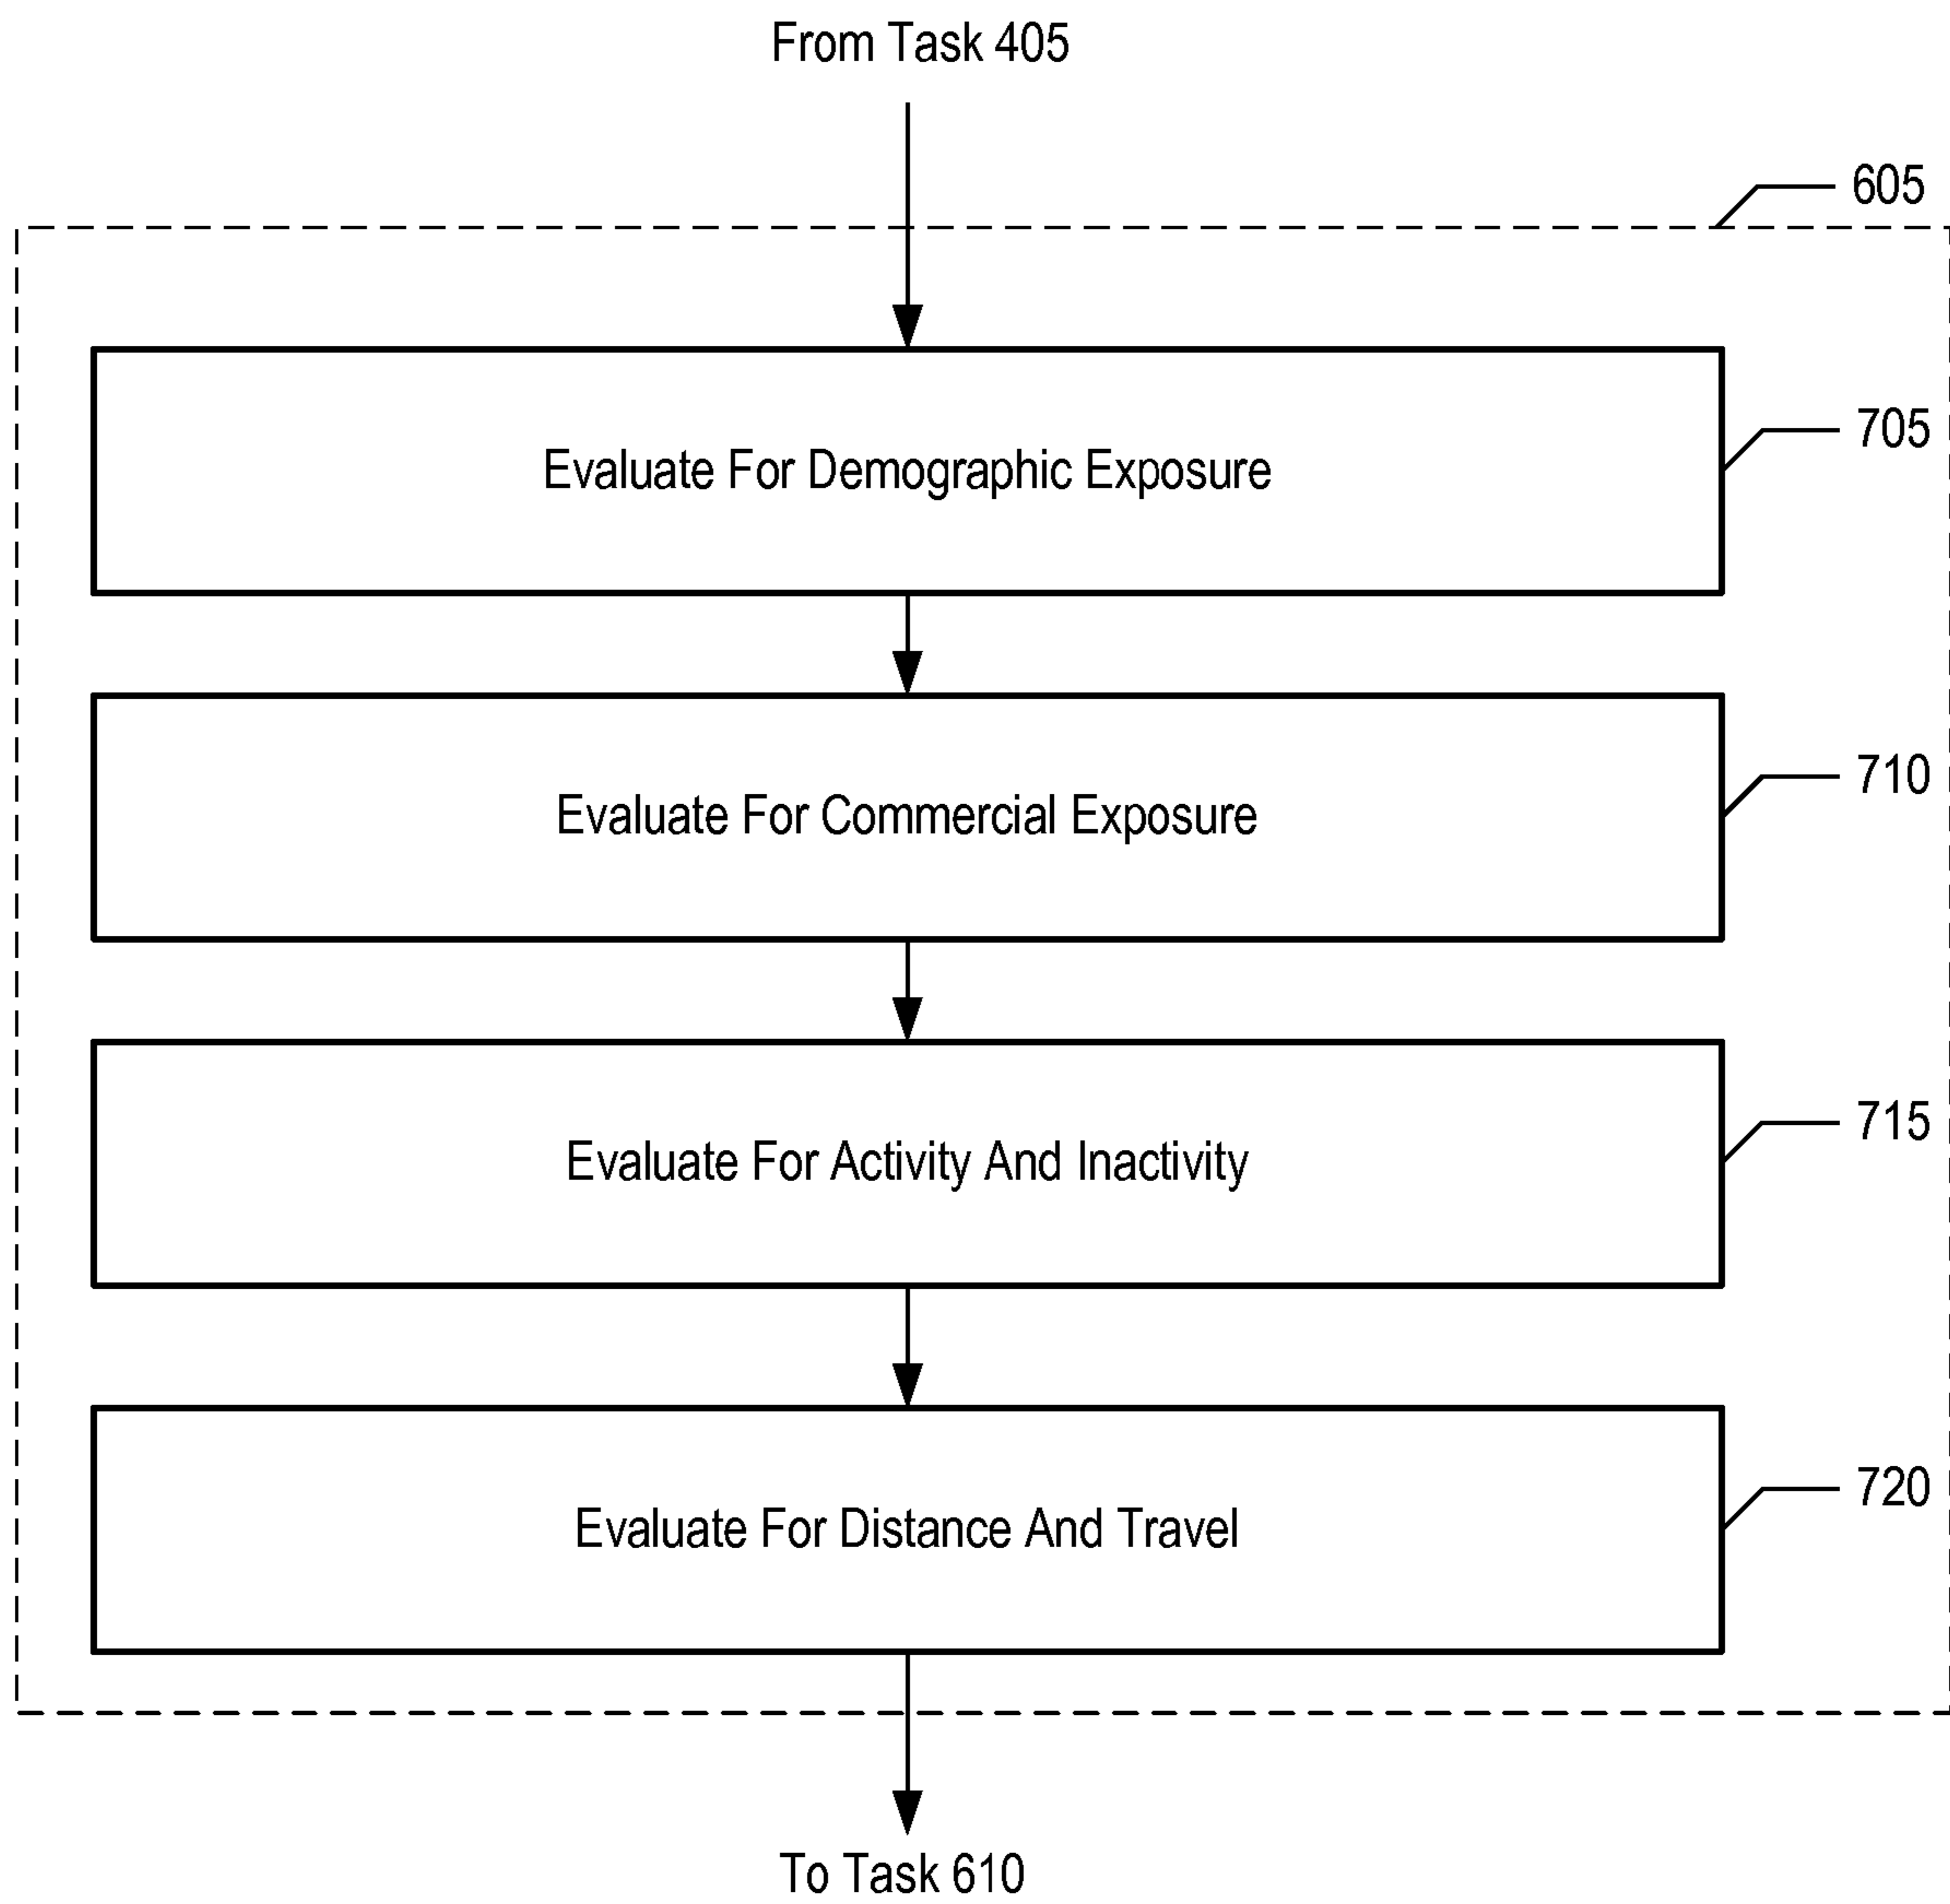 From Task 405
605
Evaluate For Demographic Exposure
705
Evaluate For Commercial Exposure
710
Evaluate For Activity And Inactivity
715
Evaluate For Distance And Travel
720
To Task 610